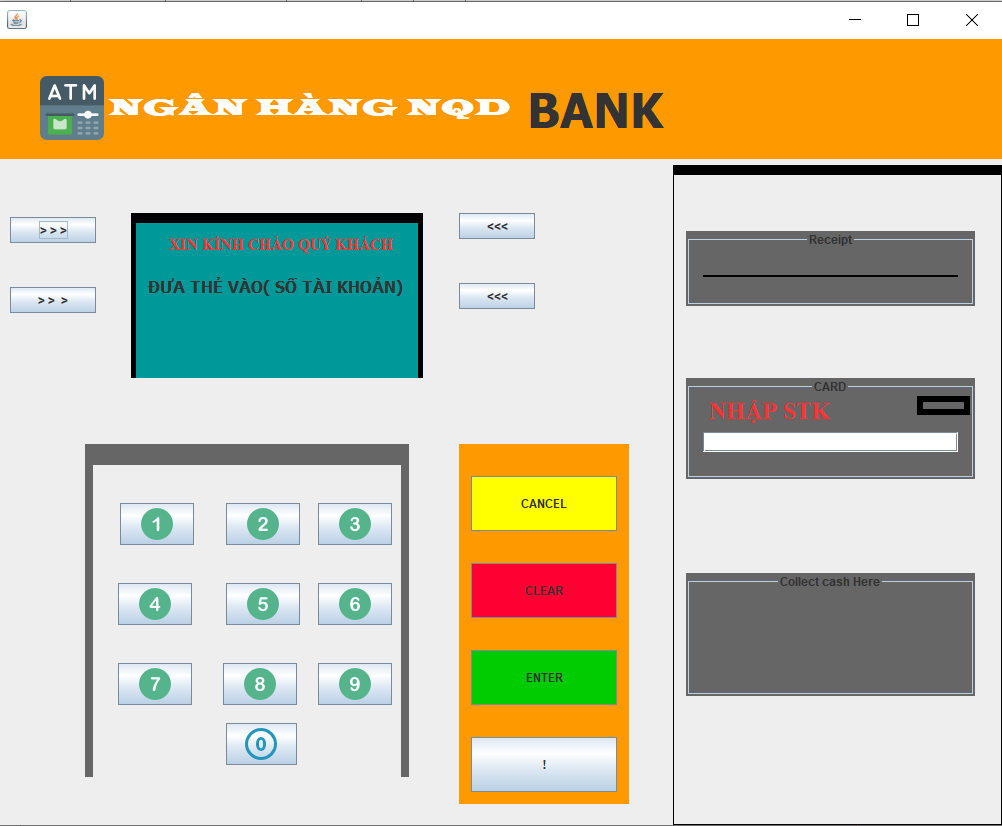 ATM
NGÂN HÀNG NQD BANK
> > >
XIN KÍNH CHÀO QUÝ KHÁCH
<<<
ĐƯA THẺ VÀO( SỐ TÀI KHOẢN)
> > >
<<<
Receipt
CARD
NHẬP STK
1 2 3
4 5 6
7 8 9
0
CANCEL
CLEAR
ENTER
!
Collect cash Here